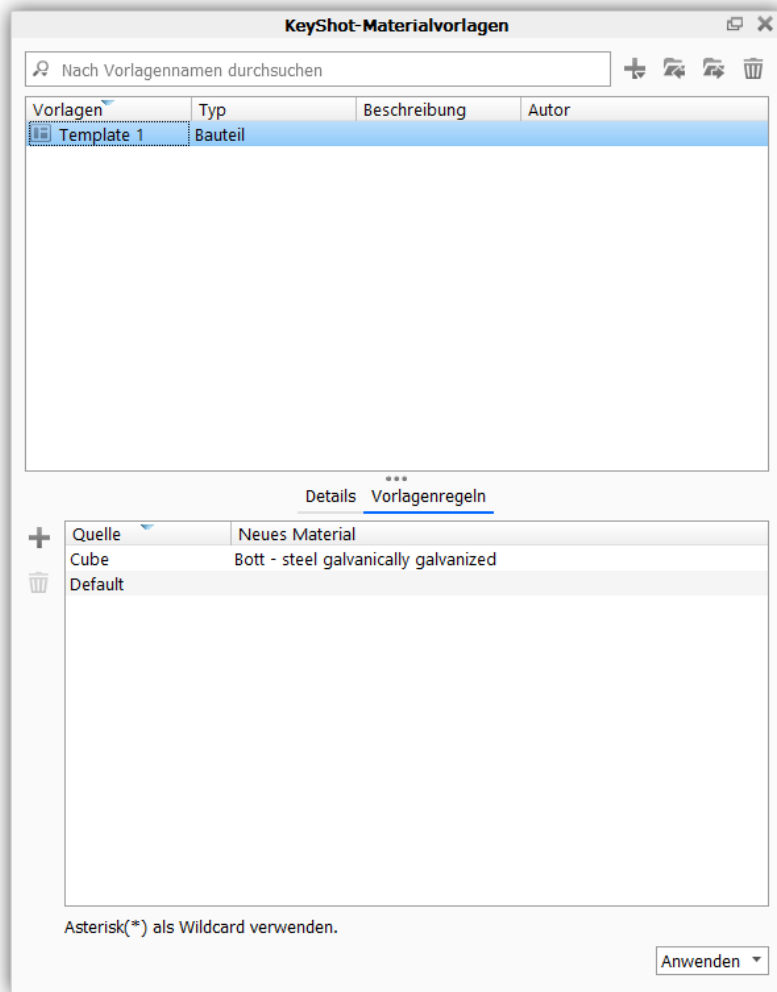 KeyShot-Materialvorlagen
Nach Vorlagennamen durchsuchen
Vorlagen Typ Beschreibung Autor
Template 1 Bauteil
Details Vorlagenregeln
Quelle Neues Material
Cube Bott - steel galvanically galvanized
Default
Asterisk(*) als Wildcard verwenden.
Anwenden